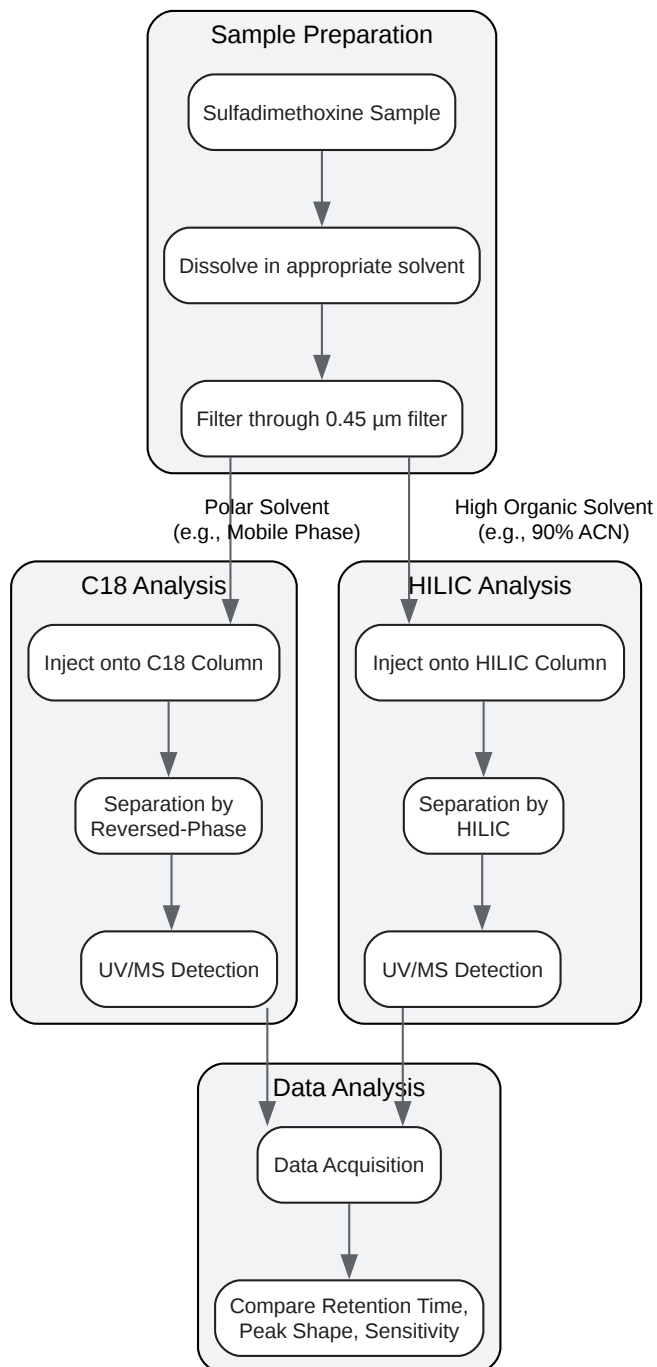 Sample Preparation
Sulfadimethoxine Sample
Dissolve in appropriate solvent
Filter through 0.45 µm filter
Polar Solvent
(e.g., Mobile Phase)
High Organic Solvent
(e.g., 90% ACN)
C18 Analysis
Inject onto C18 Column
Separation by
Reversed-Phase
UV/MS Detection
HILIC Analysis
Inject onto HILIC Column
Separation by
HILIC
UV/MS Detection
Data Analysis
Data Acquisition
Compare Retention Time,
Peak Shape, Sensitivity